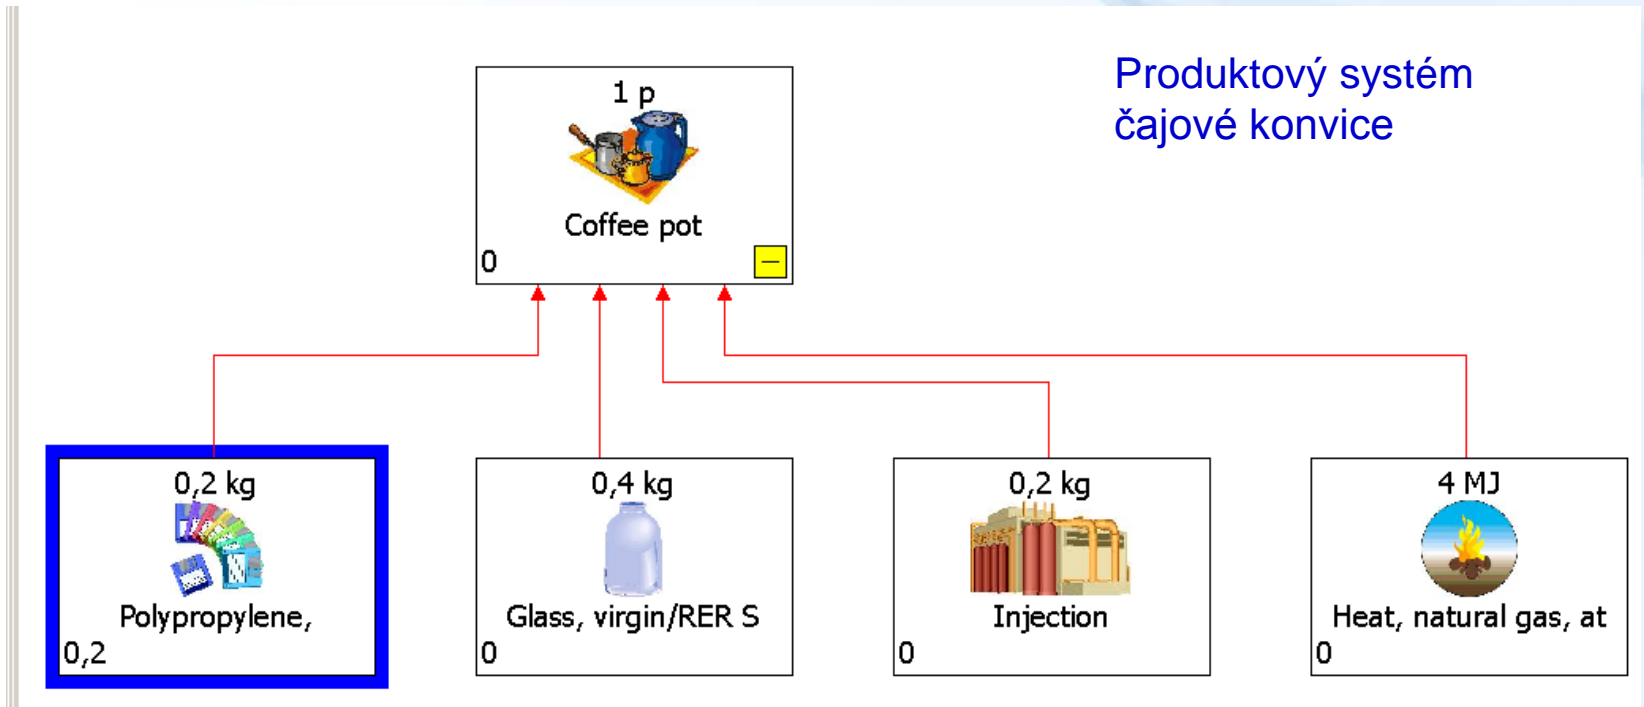 Produktový systém
čajové konvice
1 p
Coffee pot
0
0,2 kg
Polypropylene,
0,2
0,4 kg
Glass, virgin/RER S
0
0,2 kg
Injection
0
4 MJ
Heat, natural gas, at
0